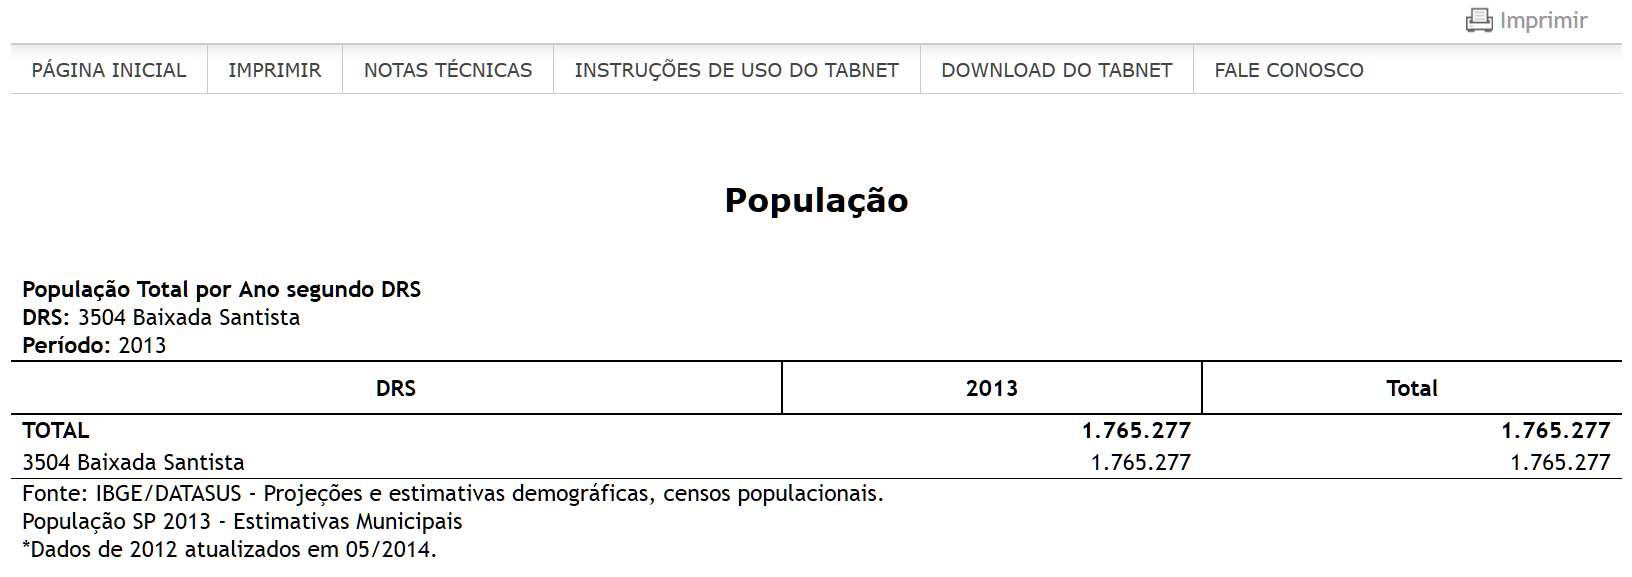 Imprimir
PÁGINA INICIAL IMPRIMIR NOTAS TÉCNICAS INSTRUÇÕES DE USO DO TABNET DOWNLOAD DO TABNET FALE CONOSCO
População
População Total por Ano segundo DRS
DRS: 3504 Baixada Santista
Período: 2013
DRS 2013 Total
TOTAL 1.765.277 1.765.277
3504 Baixada Santista 1.765.277 1.765.277
Fonte: IBGE/DATASUS - Projeções e estimativas demográficas, censos populacionais.
População SP 2013 - Estimativas Municipais
*Dados de 2012 atualizados em 05/2014.